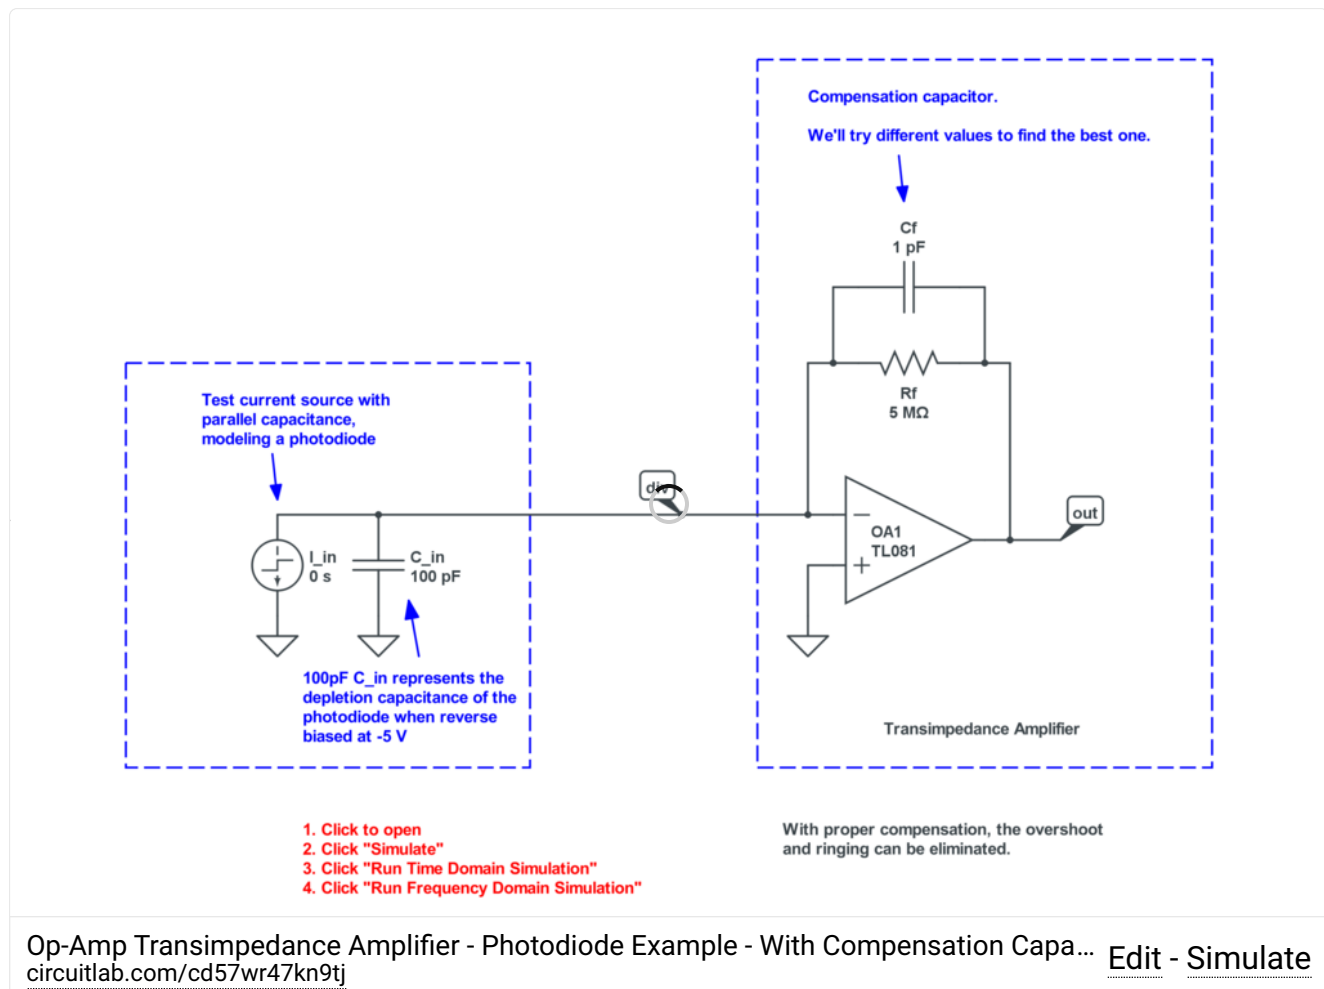 Compensation capacitor.
We'll try different values to find the best one.
Cf
1 pF
Rf
5 MΩ
Test current source with
parallel capacitance,
modeling a photodiode
out
−
OA1
TL081
+
I_in
0 s
C_in
100 pF
100pF C_in represents the
depletion capacitance of the
photodiode when reverse
biased at -5 V
Transimpedance Amplifier
1. Click to open
2. Click "Simulate"
3. Click "Run Time Domain Simulation"
4. Click "Run Frequency Domain Simulation"
With proper compensation, the overshoot
and ringing can be eliminated.
Op-Amp Transimpedance Amplifier - Photodiode Example - With Compensation Capa...
circuitlab.com/cd57wr47kn9tj
Edit - Simulate